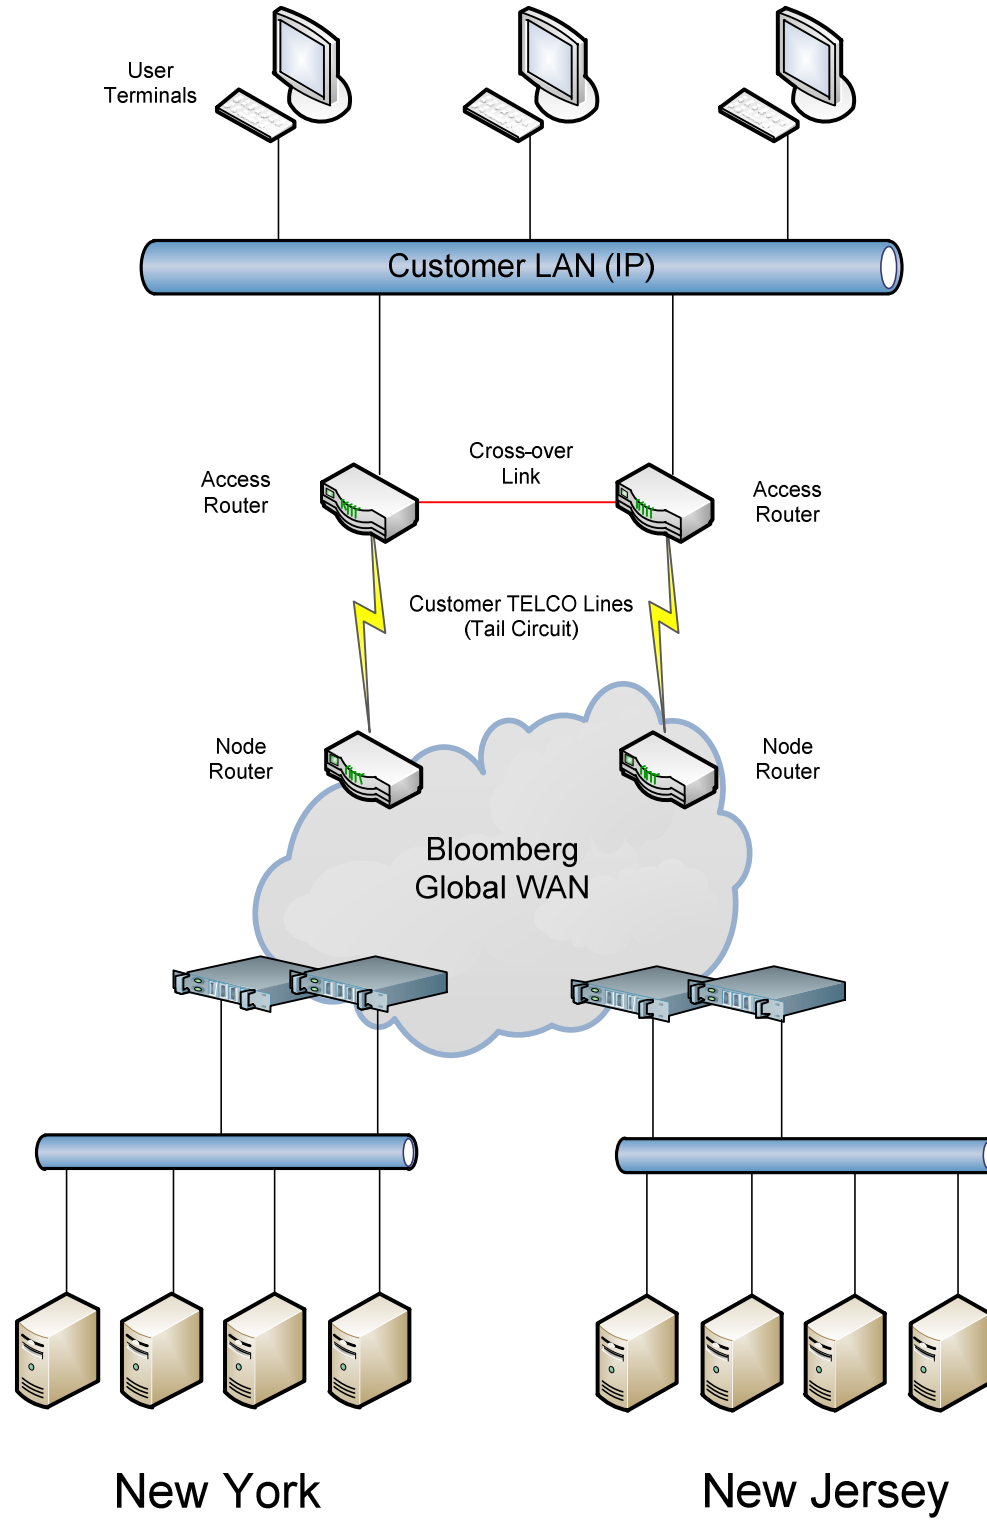 User
Terminals
Customer LAN (IP)
Cross-over
Link
Access
Router
Access
Router
Customer TELCO Lines
(Tail Circuit)
Node
Router
Node
Router
Bloomberg
Global WAN
New York
New Jersey